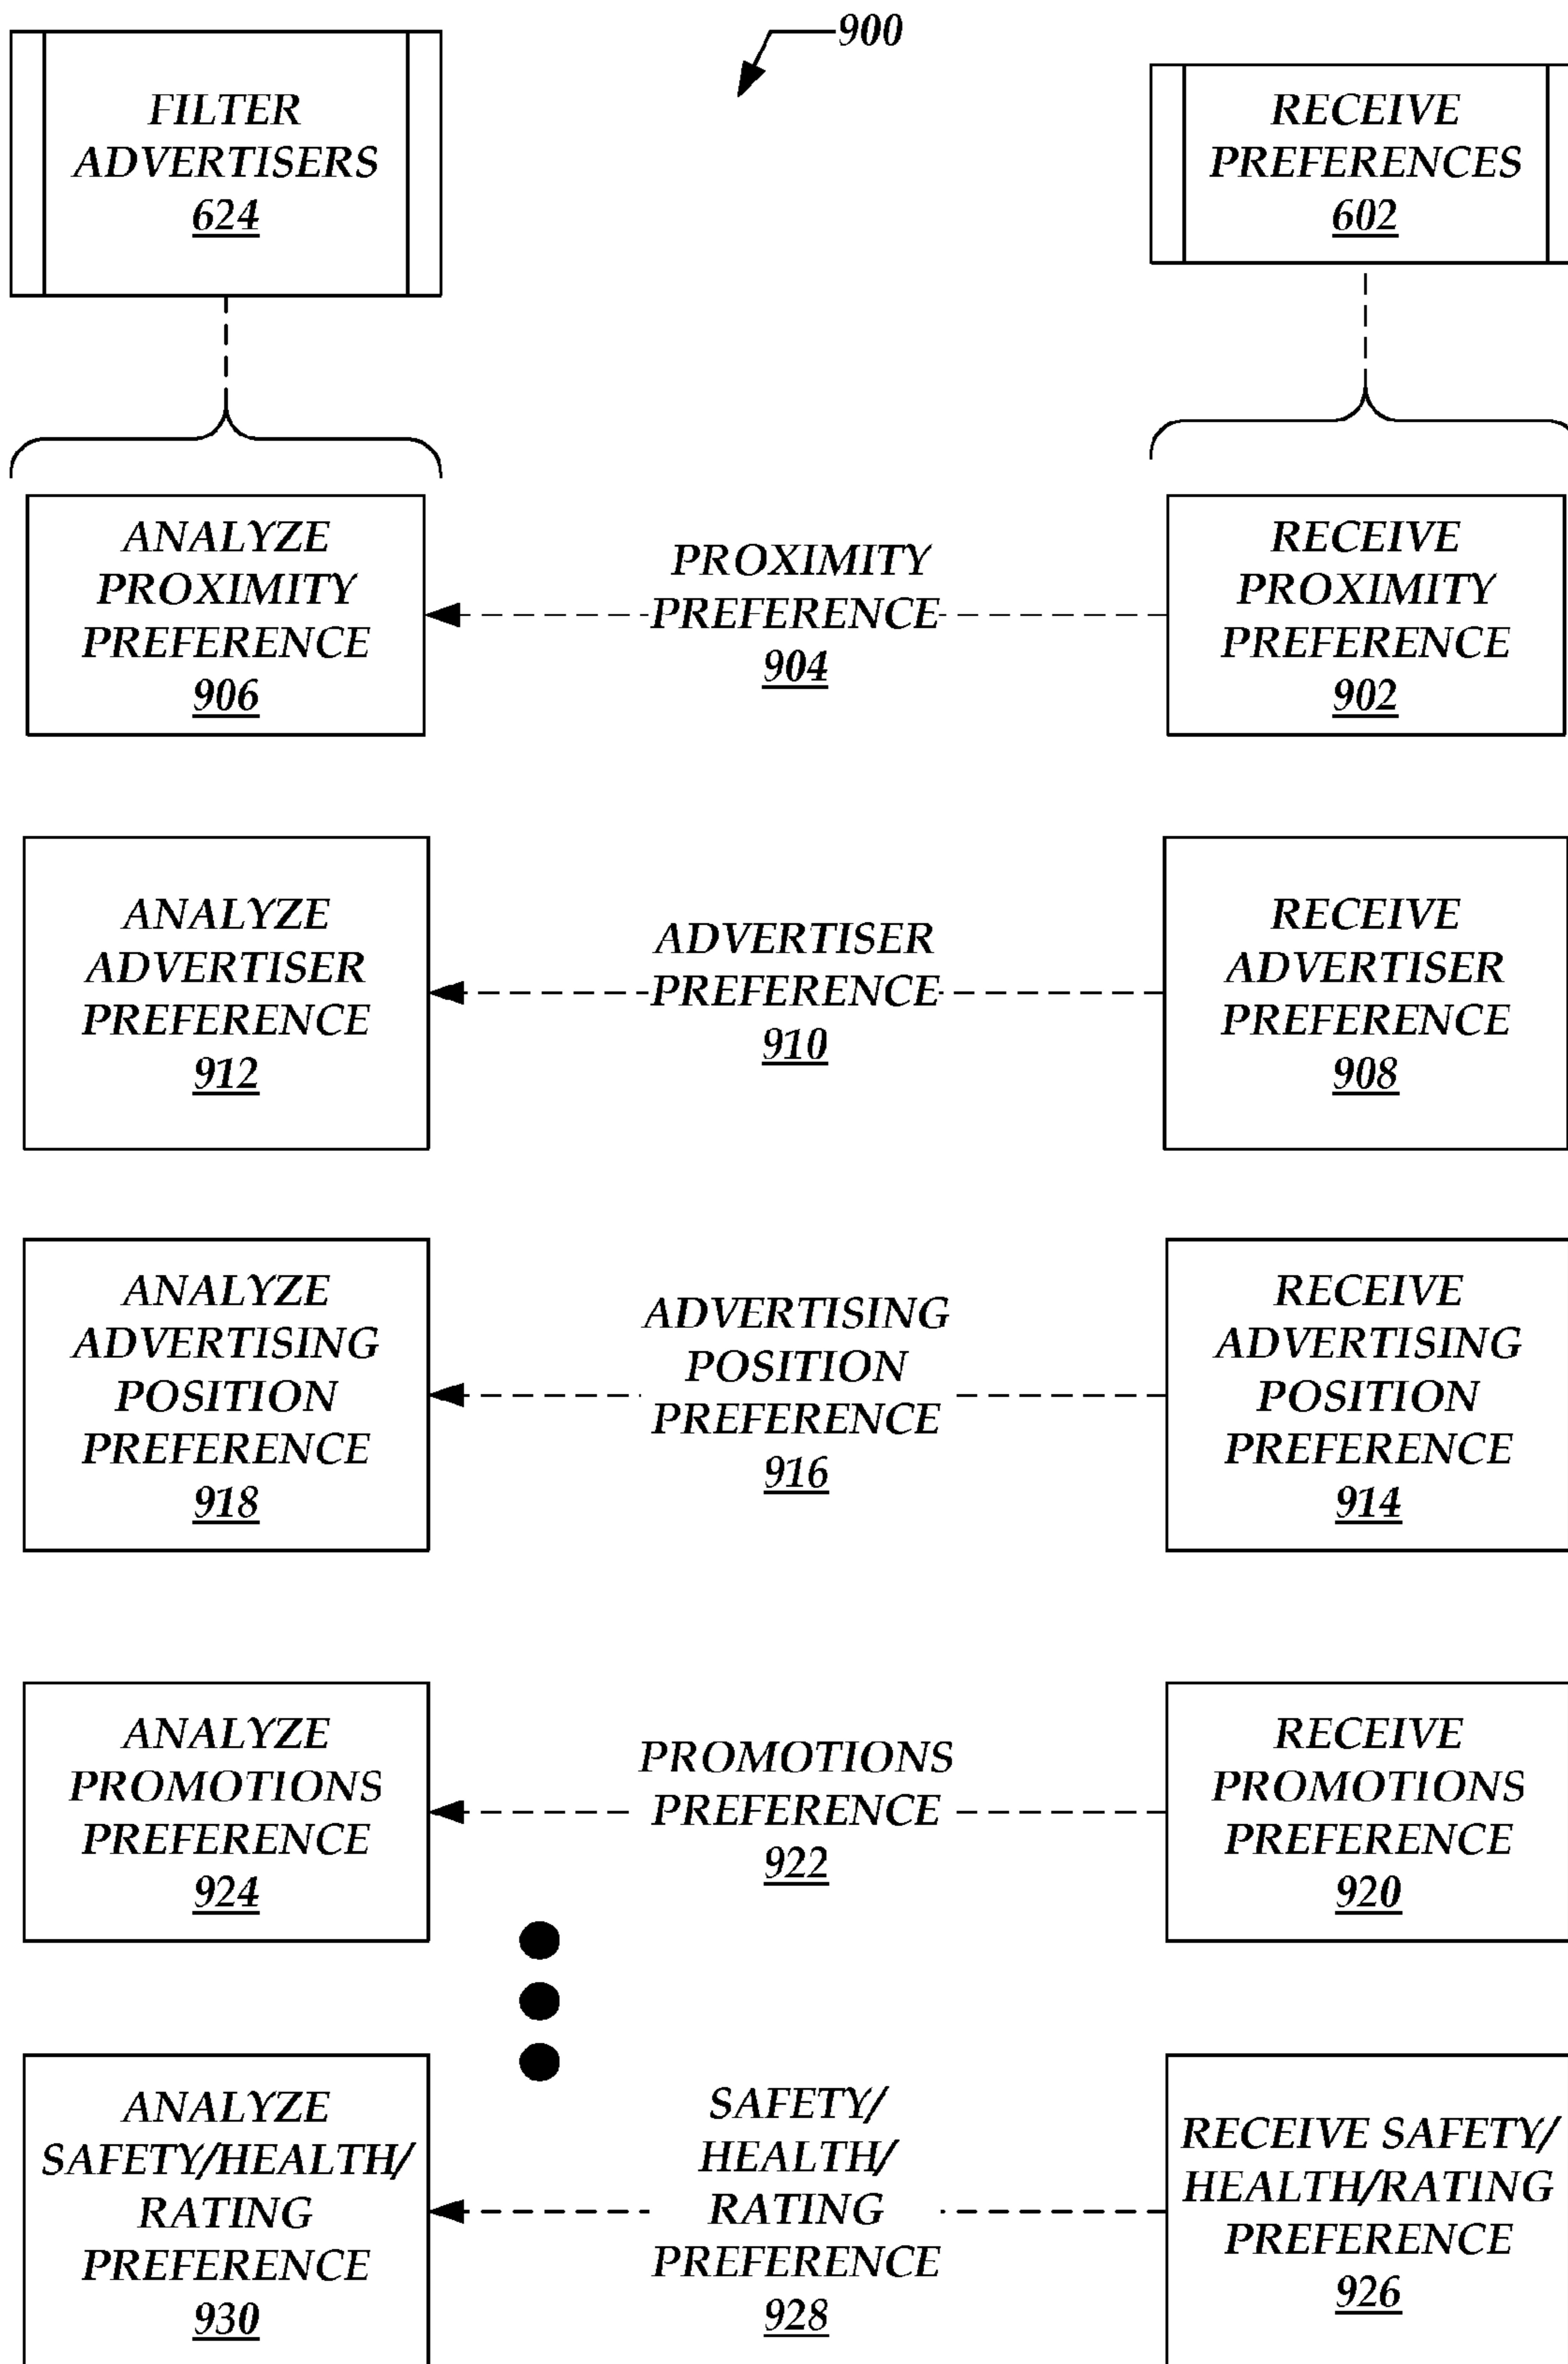 900
FILTER
ADVERTISERS
624
RECEIVE
PREFERENCES
602
ANALYZE
PROXIMITY
PREFERENCE
906
PROXIMITY
PREFERENCE
904
RECEIVE
PROXIMITY
PREFERENCE
902
ANALYZE
ADVERTISER
PREFERENCE
912
ADVERTISER
PREFERENCE
910
RECEIVE
ADVERTISER
PREFERENCE
908
ANALYZE
ADVERTISING
POSITION
PREFERENCE
918
ADVERTISING
POSITION
PREFERENCE
916
RECEIVE
ADVERTISING
POSITION
PREFERENCE
914
ANALYZE
PROMOTIONS
PREFERENCE
924
PROMOTIONS
PREFERENCE
922
RECEIVE
PROMOTIONS
PREFERENCE
920
ANALYZE
SAFETY/HEALTH/
RATING
PREFERENCE
930
SAFETY/
HEALTH/
RATING
PREFERENCE
928
RECEIVE SAFETY/
HEALTH/RATING
PREFERENCE
926